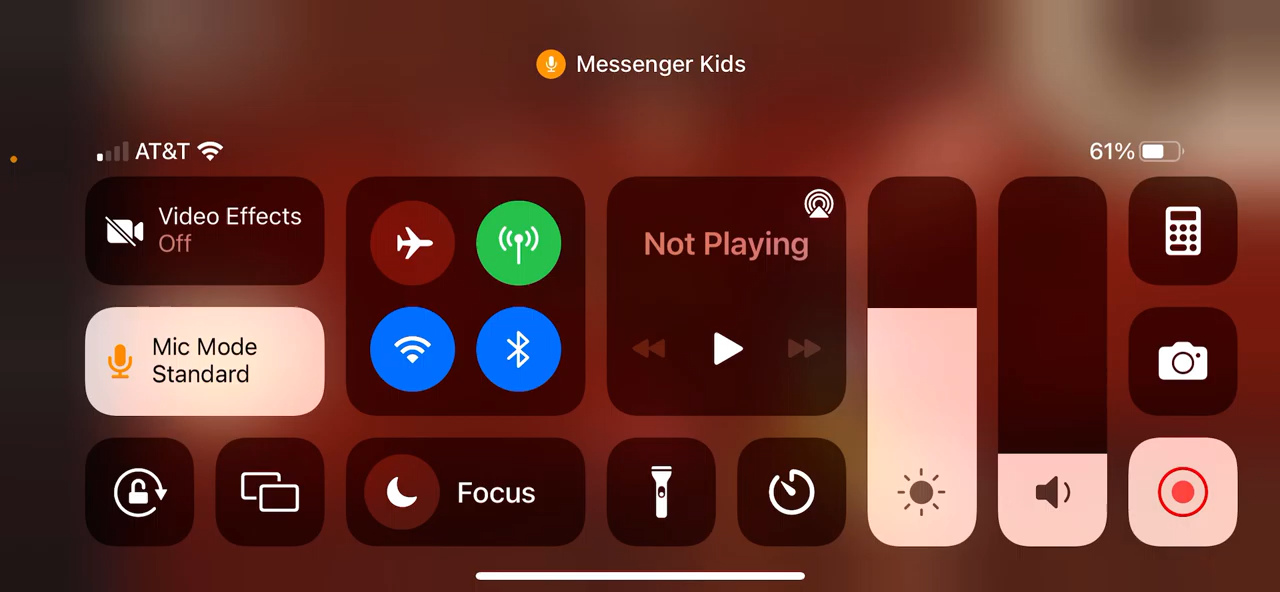 Messenger Kids
AT&T
61%
Video Effects
Off
Not Playing
Mic Mode
Standard
Focus